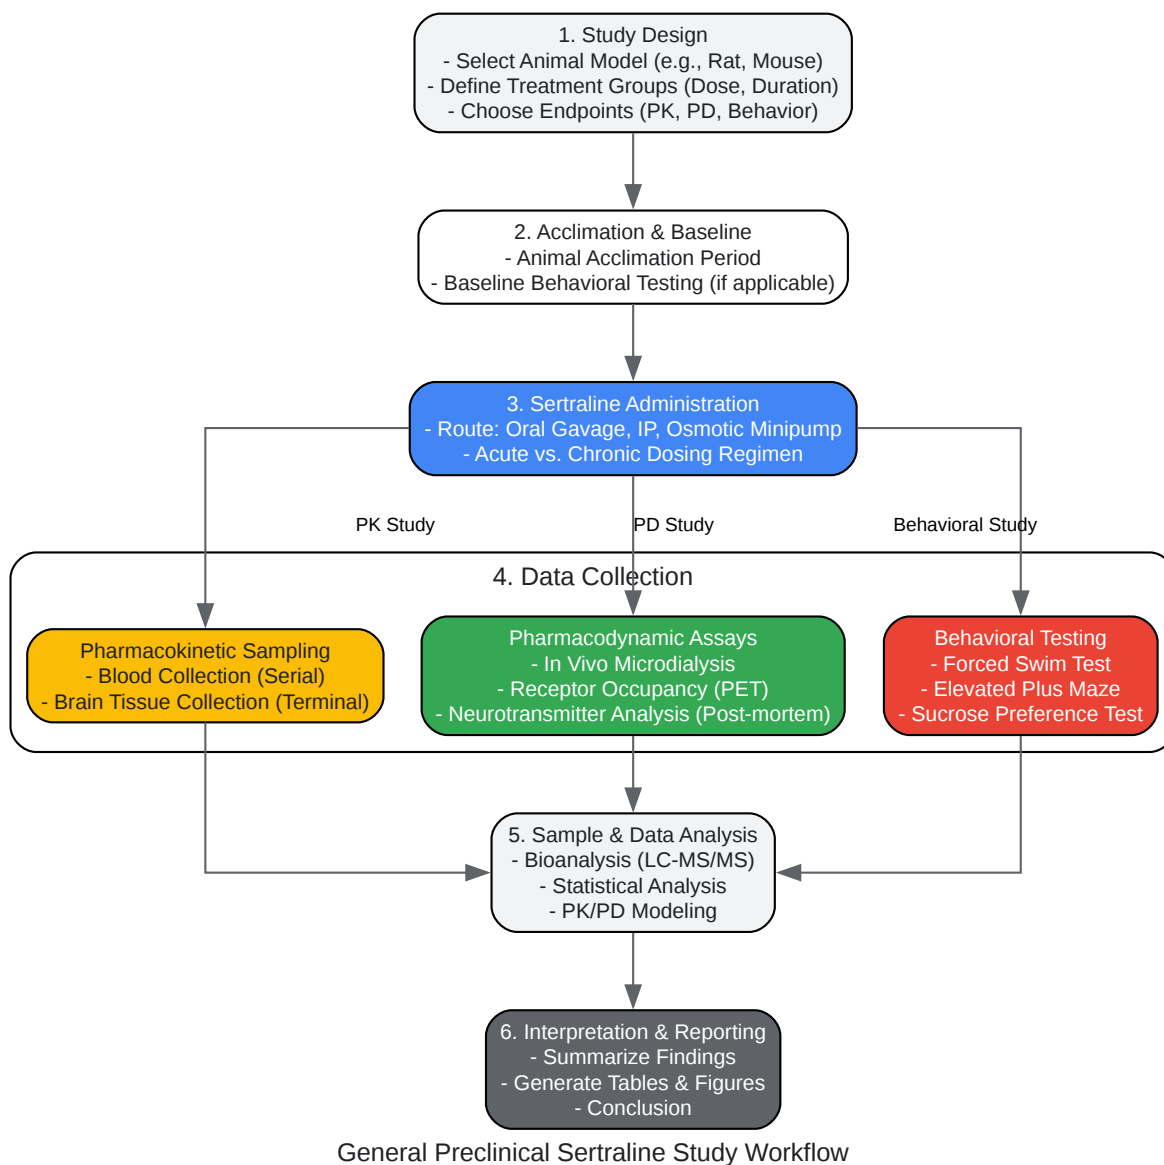 1. Study Design
- Select Animal Model (e.g., Rat, Mouse)
- Define Treatment Groups (Dose, Duration)
- Choose Endpoints (PK, PD, Behavior)
2. Acclimation & Baseline
- Animal Acclimation Period
- Baseline Behavioral Testing (if applicable)
3. Sertraline Administration
- Route: Oral Gavage, IP, Osmotic Minipump
- Acute vs. Chronic Dosing Regimen
PK Study
PD Study
Behavioral Study
4. Data Collection
Pharmacokinetic Sampling
- Blood Collection (Serial)
- Brain Tissue Collection (Terminal)
Pharmacodynamic Assays
- In Vivo Microdialysis
- Receptor Occupancy (PET)
- Neurotransmitter Analysis (Post-mortem)
Behavioral Testing
- Forced Swim Test
- Elevated Plus Maze
- Sucrose Preference Test
5. Sample & Data Analysis
- Bioanalysis (LC-MS/MS)
- Statistical Analysis
- PK/PD Modeling
6. Interpretation & Reporting
- Summarize Findings
- Generate Tables & Figures
- Conclusion
General Preclinical Sertraline Study Workflow